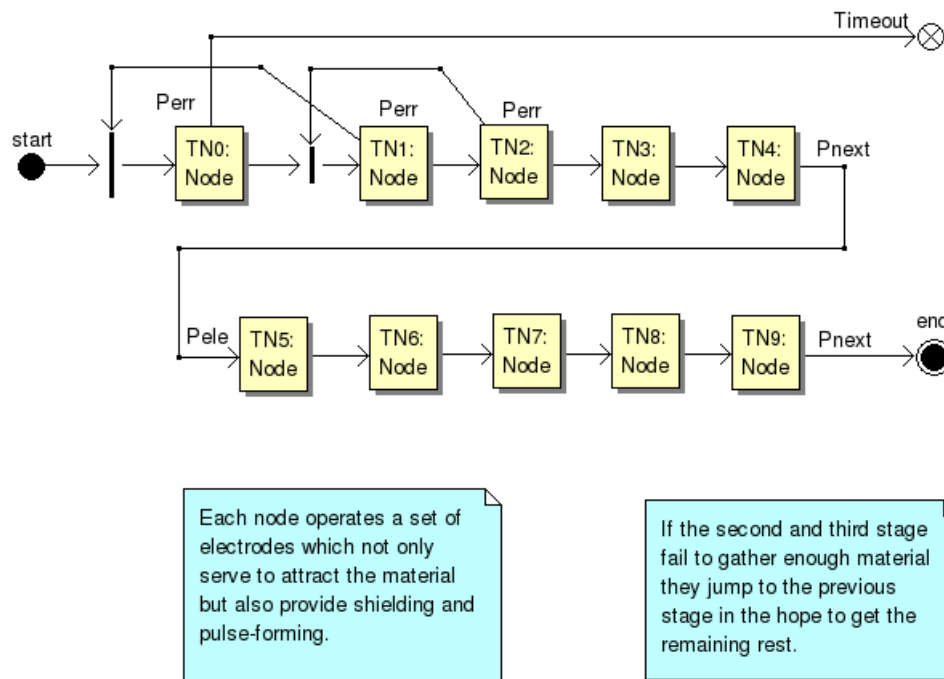 Timeout
Perr
Perr
Perr
start
TN0:
Node
TN1:
Node
TN2:
Node
TN3:
Node
TN4:
Node
Pnext
Pele
TN5:
Node
TN6:
Node
TN7:
Node
TN8:
Node
TN9:
Node
Pnext
end
Each node operates a set of
electrodes which not only
serve to attract the material
but also provide shielding and
pulse-forming.
If the second and third stage
fail to gather enough material
they jump to the previous
stage in the hope to get the
remaining rest.